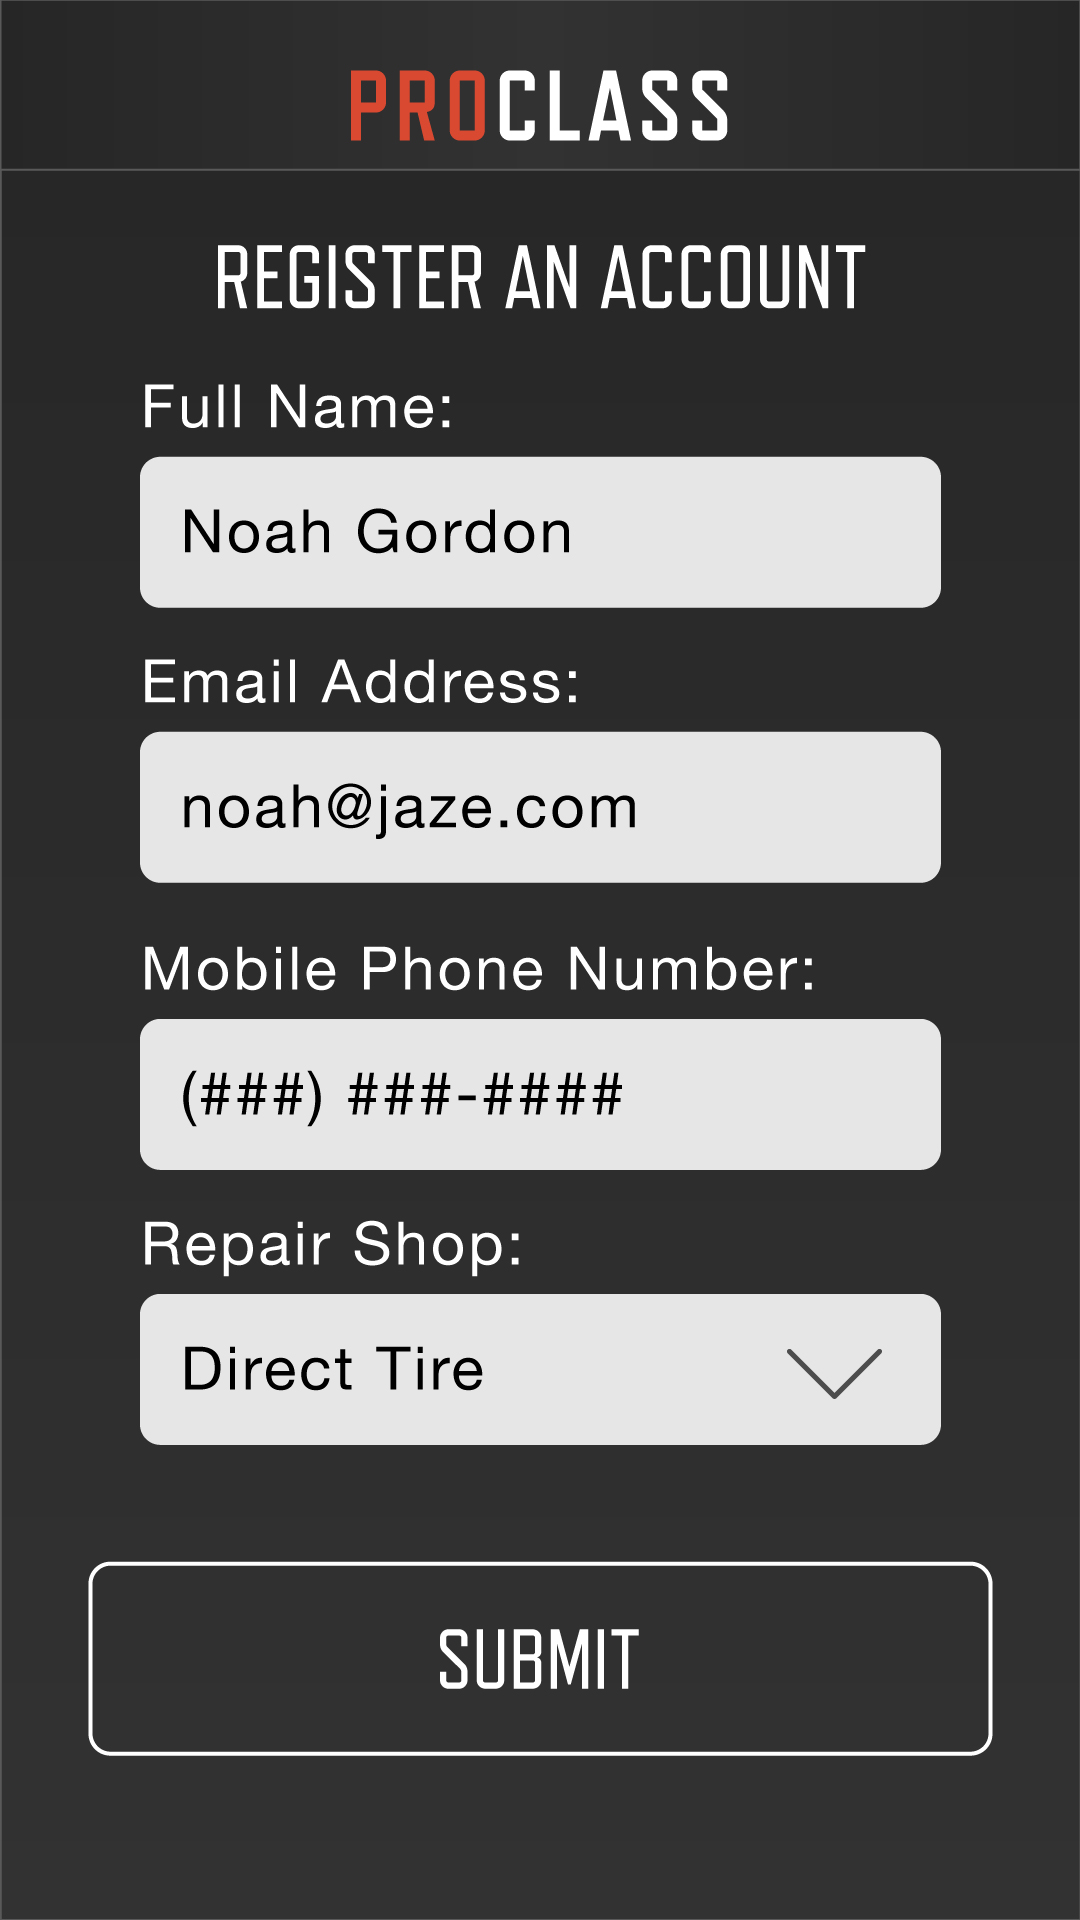 PROCLASS
REGISTER AN ACCOUNT
Full Name:
Noah Gordon
Email Address:
noah@jaze.com
Mobile Phone Number:
(###) ###-####
Repair Shop:
Direct Tire
SUBMIT